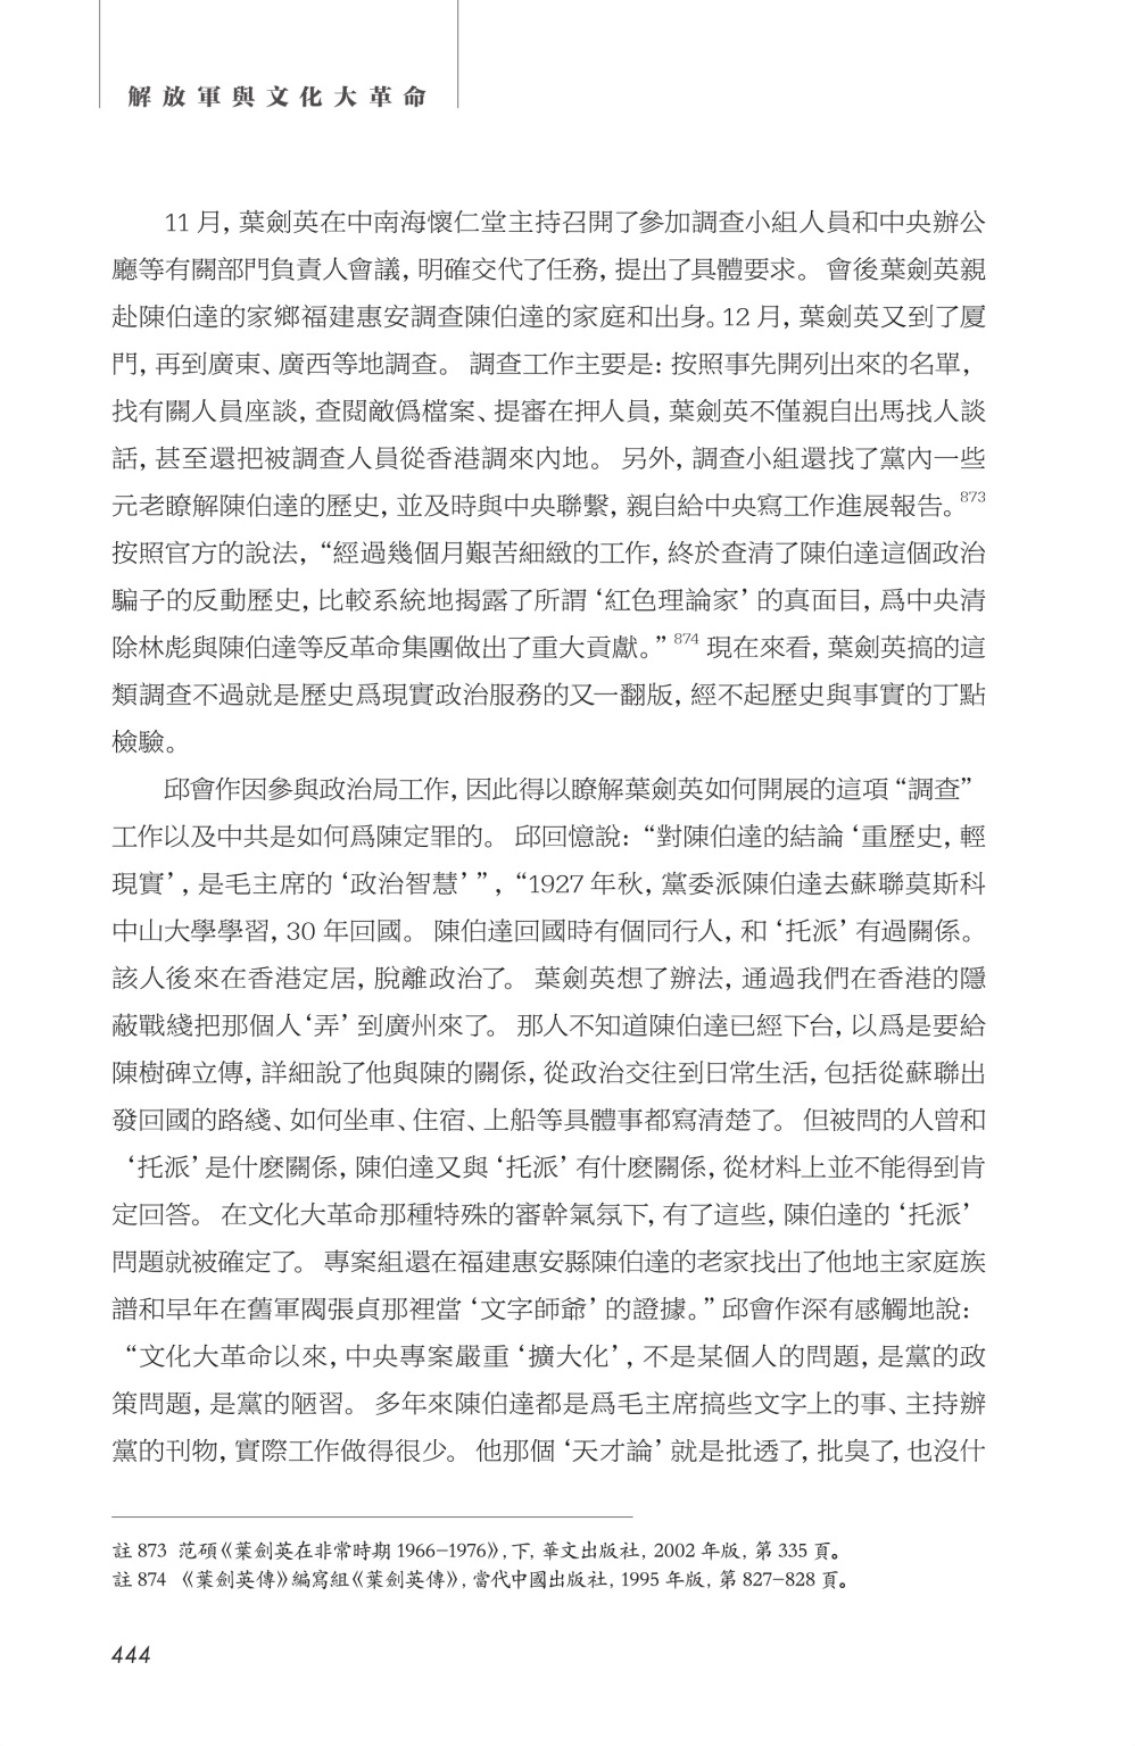 解放軍與文化大革命
11 月, 葉劍英在中南海懷仁堂主持召開了參加調查小組人員和中央辦公
廳等有關部門負責人會議, 明確交代了任務, 提出了具體要求。 會後葉劍英親
赴陳伯達的家鄉福建惠安調查陳伯達的家庭和出身。12 月, 葉劍英又到了厦
門, 再到廣東、廣西等地調查。 調查工作主要是: 按照事先開列出來的名單,
找有關人員座談, 查閱敵僞檔案、提審在押人員, 葉劍英不僅親自出馬找人談
話, 甚至還把被調查人員從香港調來內地。 另外, 調查小組還找了黨內一些
元老瞭解陳伯達的歷史, 並及時與中央聯繫, 親自給中央寫工作進展報告。873
按照官方的說法, “經過幾個月艱苦細緻的工作, 終於查清了陳伯達這個政治
騙子的反動歷史, 比較系統地揭露了所謂 ‘紅色理論家’ 的真面目, 爲中央清
除林彪與陳伯達等反革命集團做出了重大貢獻。” 874 現在來看, 葉劍英搞的這
類調查不過就是歷史爲現實政治服務的又一翻版, 經不起歷史與事實的丁點
檢驗。
邱會作因參與政治局工作, 因此得以瞭解葉劍英如何開展的這項 “調查”
工作以及中共是如何爲陳定罪的。 邱回憶說: “對陳伯達的結論 ‘重歷史, 輕
現實’ , 是毛主席的 ‘政治智慧’ ” , “1927 年秋, 黨委派陳伯達去蘇聯莫斯科
中山大學學習, 30 年回國。 陳伯達回國時有個同行人, 和 ‘托派’ 有過關係。
該人後來在香港定居, 脫離政治了。 葉劍英想了辦法, 通過我們在香港的隱
蔽戰綫把那個人 ‘弄’ 到廣州來了。 那人不知道陳伯達已經下台, 以爲是要給
陳樹碑立傳, 詳細說了他與陳的關係, 從政治交往到日常生活, 包括從蘇聯出
發回國的路綫、如何坐車、住宿、上船等具體事都寫清楚了。 但被問的人曾和
‘托派’ 是什麽關係, 陳伯達又與 ‘托派’ 有什麽關係, 從材料上並不能得到肯
定回答。 在文化大革命那種特殊的審幹氣氛下, 有了這些, 陳伯達的 ‘托派’
問題就被確定了。 專案組還在福建惠安縣陳伯達的老家找出了他地主家庭族
譜和早年在舊軍閥張貞那裡當 ‘文字師爺’ 的證據。” 邱會作深有感觸地說:
“文化大革命以來, 中央專案嚴重 ‘擴大化’ , 不是某個人的問題, 是黨的政
策問題, 是黨的陋習。 多年來陳伯達都是爲毛主席搞些文字上的事、主持辦
黨的刊物, 實際工作做得很少。 他那個 ‘天才論’ 就是批透了, 批臭了, 也沒什
註 873 范碩《葉劍英在非常時期 1966–1976》, 下, 華文出版社, 2002 年版, 第 335 頁。
註 874 《葉劍英傳》編寫組《葉劍英傳》, 當代中國出版社, 1995 年版, 第 827–828 頁。
444